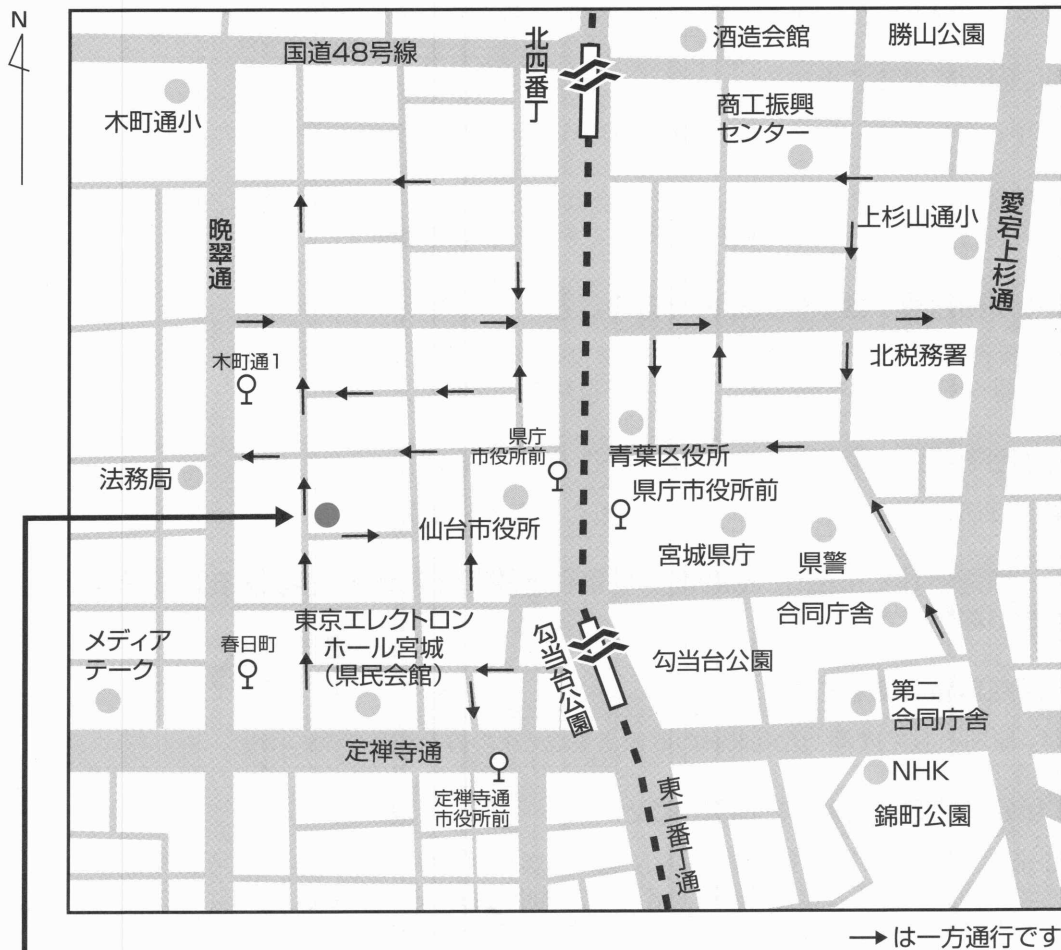 N
国道48号線
北四番丁
酒造会館
勝山公園
木町通小
商工振興
センター
晩翠通
上杉山通小
愛宕上杉通
木町通1
北税務署
県庁
市役所前
青葉区役所
法務局
県庁市役所前
仙台市役所
宮城県庁
県警
メディア
テーク
春日町
東京エレクトロン
ホール宮城
(県民会館)
勾当台公園
勾当台公園
合同庁舎
第二
合同庁舎
定禅寺通
定禅寺通
市役所前
東二番丁通
NHK
錦町公園
→は一方通行です